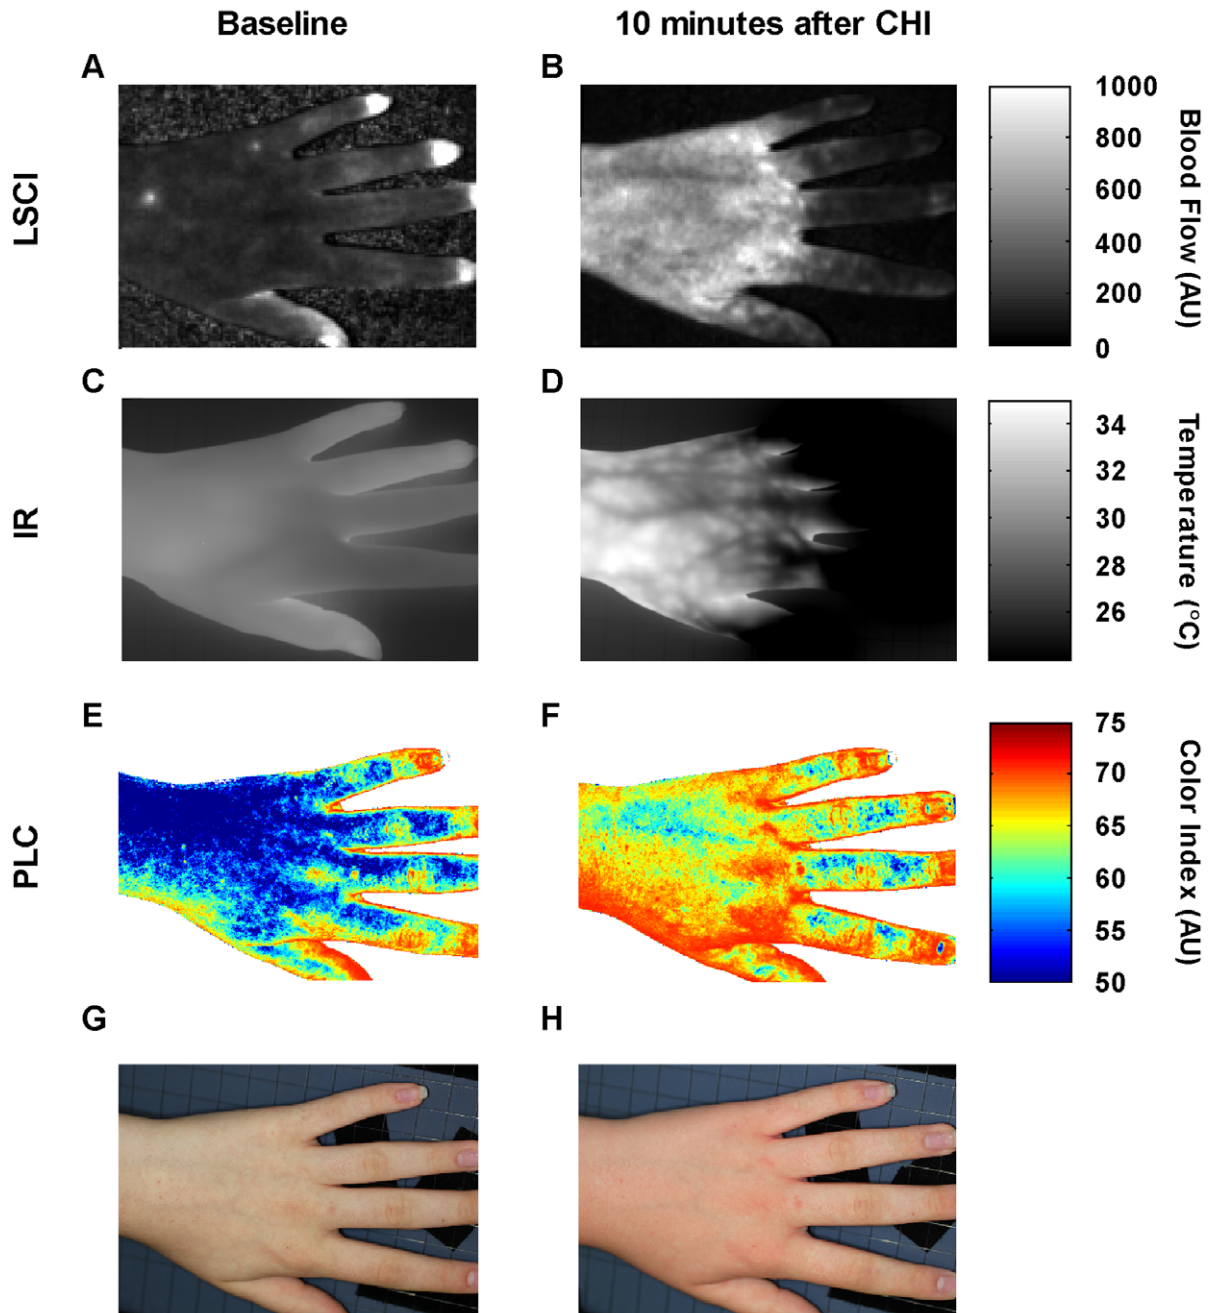 Baseline
10 minutes after CHI
A
B
LSCI
1000
800
600
400
200
0
Blood Flow (AU)
C
D
IR
34
32
30
28
26
Temperature (°C)
E
F
PLC
75
70
65
60
55
50
Color Index (AU)
G
H